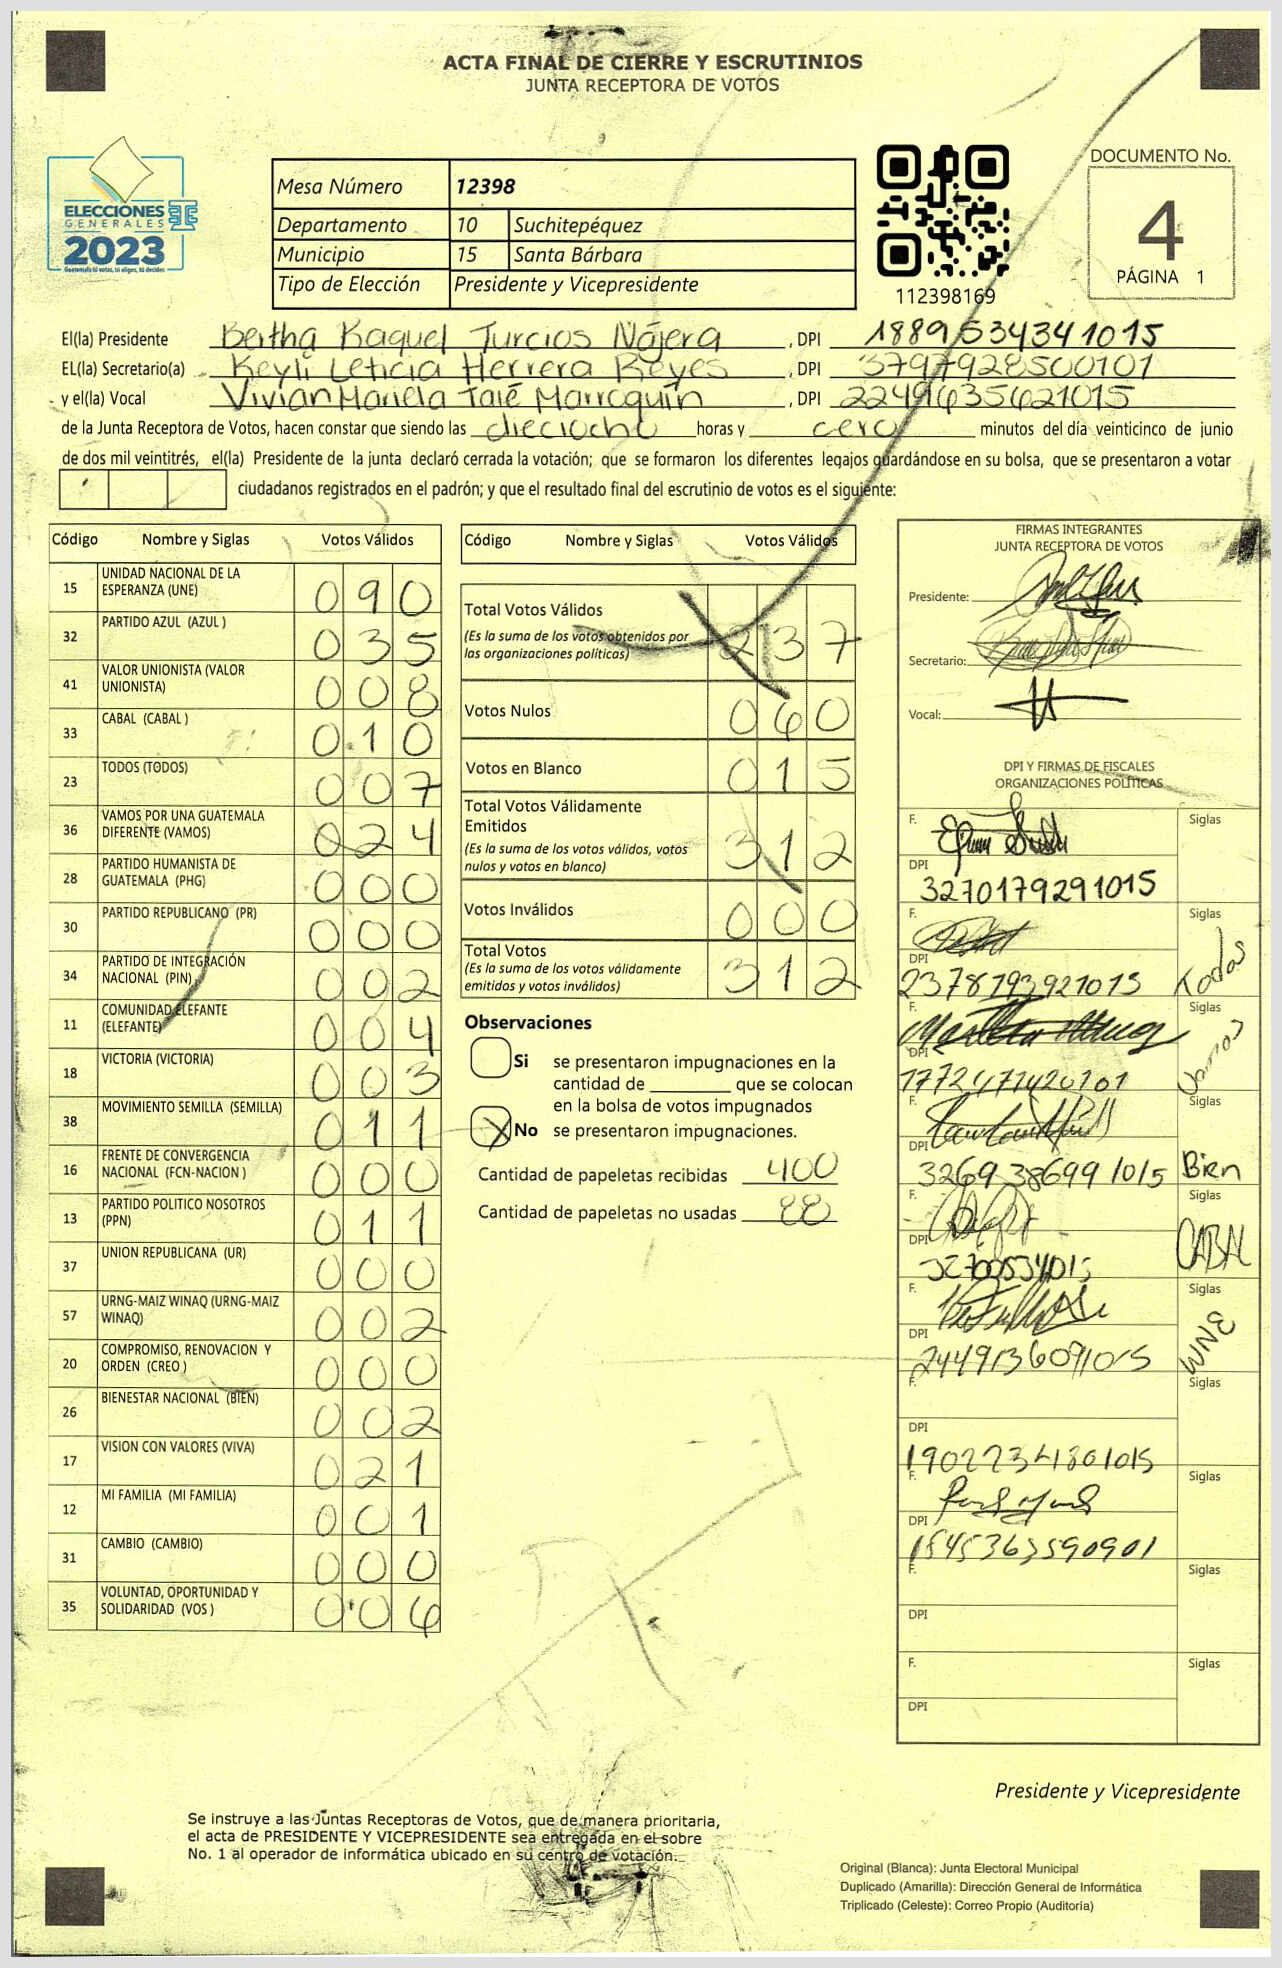 ACTA FINAL DE CIERRE Y ESCRUTINIOS
JUNTA RECEPTORA DE VOTOS
ELECCIONES
GENERALES
2023
Guatemala tú votas, tú eliges, tú decides
Mesa Número 12398
Departamento 10 Suchitepéquez
Municipio 15 Santa Bárbara
Tipo de Elección Presidente y Vicepresidente
112398169
DOCUMENTO No.
4
PÁGINA 1
El(la) Presidente Bertha Raquel Turcios Nájera, DPI 1889534341015
EL(la) Secretario(a) Keyli Leticia Herrera Reyes, DPI 3797928500101
y el(la) Vocal Vivian Mariela Taié Marroquín, DPI 2249635621015
de la Junta Receptora de Votos, hacen constar que siendo las dieciocho horas y cero minutos del día veinticinco de junio
de dos mil veintitrés, el(la) Presidente de la junta declaró cerrada la votación; que se formaron los diferentes legajos guardándose en su bolsa, que se presentaron a votar
ciudadanos registrados en el padrón; y que el resultado final del escrutinio de votos es el siguiente:
Código Nombre y Siglas Votos Válidos
15 UNIDAD NACIONAL DE LA ESPERANZA (UNE) 090
32 PARTIDO AZUL (AZUL ) 035
41 VALOR UNIONISTA (VALOR UNIONISTA) 008
33 CABAL (CABAL ) 010
23 TODOS (TODOS) 007
36 VAMOS POR UNA GUATEMALA DIFERENTE (VAMOS) 024
28 PARTIDO HUMANISTA DE GUATEMALA (PHG) 000
30 PARTIDO REPUBLICANO (PR) 000
34 PARTIDO DE INTEGRACIÓN NACIONAL (PIN) 002
11 COMUNIDAD ELEFANTE (ELEFANTE) 004
18 VICTORIA (VICTORIA) 003
38 MOVIMIENTO SEMILLA (SEMILLA) 011
16 FRENTE DE CONVERGENCIA NACIONAL (FCN-NACION ) 000
13 PARTIDO POLITICO NOSOTROS (PPN) 011
37 UNION REPUBLICANA (UR) 000
57 URNG-MAIZ WINAQ (URNG-MAIZ WINAQ) 002
20 COMPROMISO, RENOVACION Y ORDEN (CREO ) 000
26 BIENESTAR NACIONAL (BIEN) 002
17 VISION CON VALORES (VIVA) 021
12 MI FAMILIA (MI FAMILIA) 001
31 CAMBIO (CAMBIO) 000
35 VOLUNTAD, OPORTUNIDAD Y SOLIDARIDAD (VOS ) 006
Código Nombre y Siglas Votos Válidos
Total Votos Válidos 237
(Es la suma de los votos obtenidos por
las organizaciones políticas)
Votos Nulos 060
Votos en Blanco 015
Total Votos Válidamente
Emitidos 312
(Es la suma de los votos válidos, votos
nulos y votos en blanco)
Votos Inválidos 000
Total Votos 312
(Es la suma de los votos válidamente
emitidos y votos inválidos)
Observaciones
Si se presentaron impugnaciones en la
cantidad de ________ que se colocan
en la bolsa de votos impugnados
X No se presentaron impugnaciones.
Cantidad de papeletas recibidas 400
Cantidad de papeletas no usadas 88
FIRMAS INTEGRANTES
JUNTA RECEPTORA DE VOTOS
Presidente:
Secretario:
Vocal:
DPI Y FIRMAS DE FISCALES
ORGANIZACIONES POLÍTICAS
F. Siglas
DPI
3270179291015
F. Siglas
DPI
2378793921015 Todos
F. Siglas
DPI
1772471420101 Vamos
F. Siglas
DPI
3269386991015 Bien
F. Siglas
DPI
CABAL
F. Siglas
DPI
2449136091015 UNE
F. Siglas
DPI
1902234801015
F. Siglas
DPI
1545363590901
F. Siglas
DPI
F. Siglas
DPI
Presidente y Vicepresidente
Se instruye a las Juntas Receptoras de Votos, que de manera prioritaria,
el acta de PRESIDENTE Y VICEPRESIDENTE sea entregada en el sobre
No. 1 al operador de informática ubicado en su centro de votación.
Original (Blanca): Junta Electoral Municipal
Duplicado (Amarilla): Dirección General de Informática
Triplicado (Celeste): Correo Propio (Auditoría)